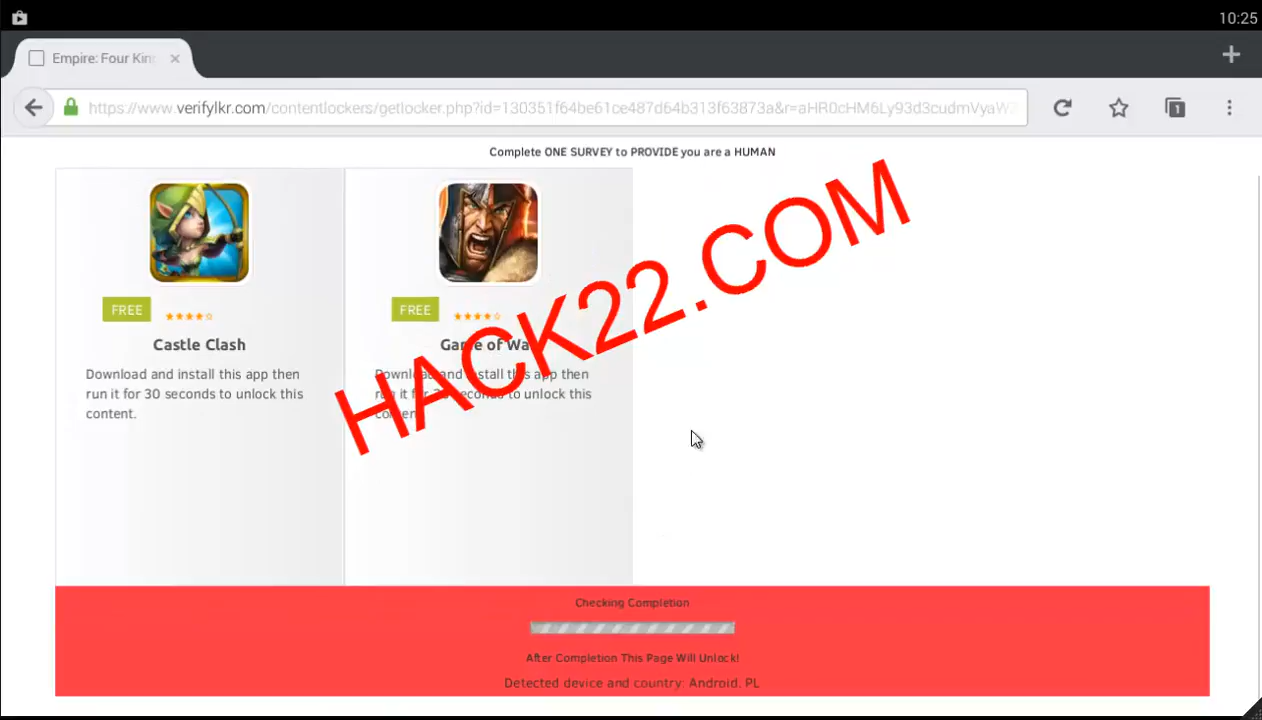 10:25
Empire: Four Kin
https://www.verifylkr.com/contentlockers/getlocker.php?id=130351f64be61ce487d64b313f63873a&r=aHR0cHM6Ly93d3cudmVyaW
1
Complete ONE SURVEY to PROVIDE you are a HUMAN
HACK22.COM
FREE
Castle Clash
Download and install this app then
run it for 30 seconds to unlock this
content.
FREE
Game of Wa
Download and install this app then
run it for 30 seconds to unlock this
content.
Checking Completion
After Completion This Page Will Unlock!
Detected device and country: Android, PL